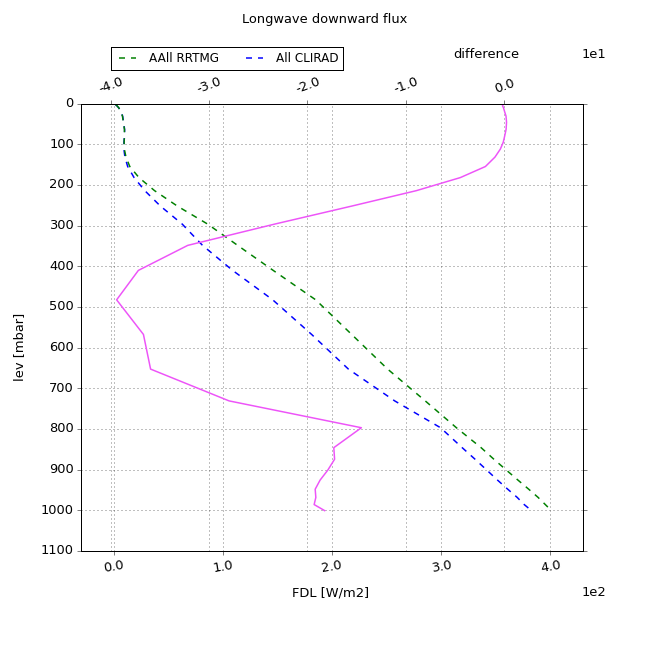 Longwave downward flux
AAll RRTMG All CLIRAD
difference 1e1
-4.0 -3.0 -2.0 -1.0 0.0
0
100
200
300
400
500
600
700
800
900
1000
1100
lev [mbar]
0.0 1.0 2.0 3.0 4.0
FDL [W/m2] 1e2